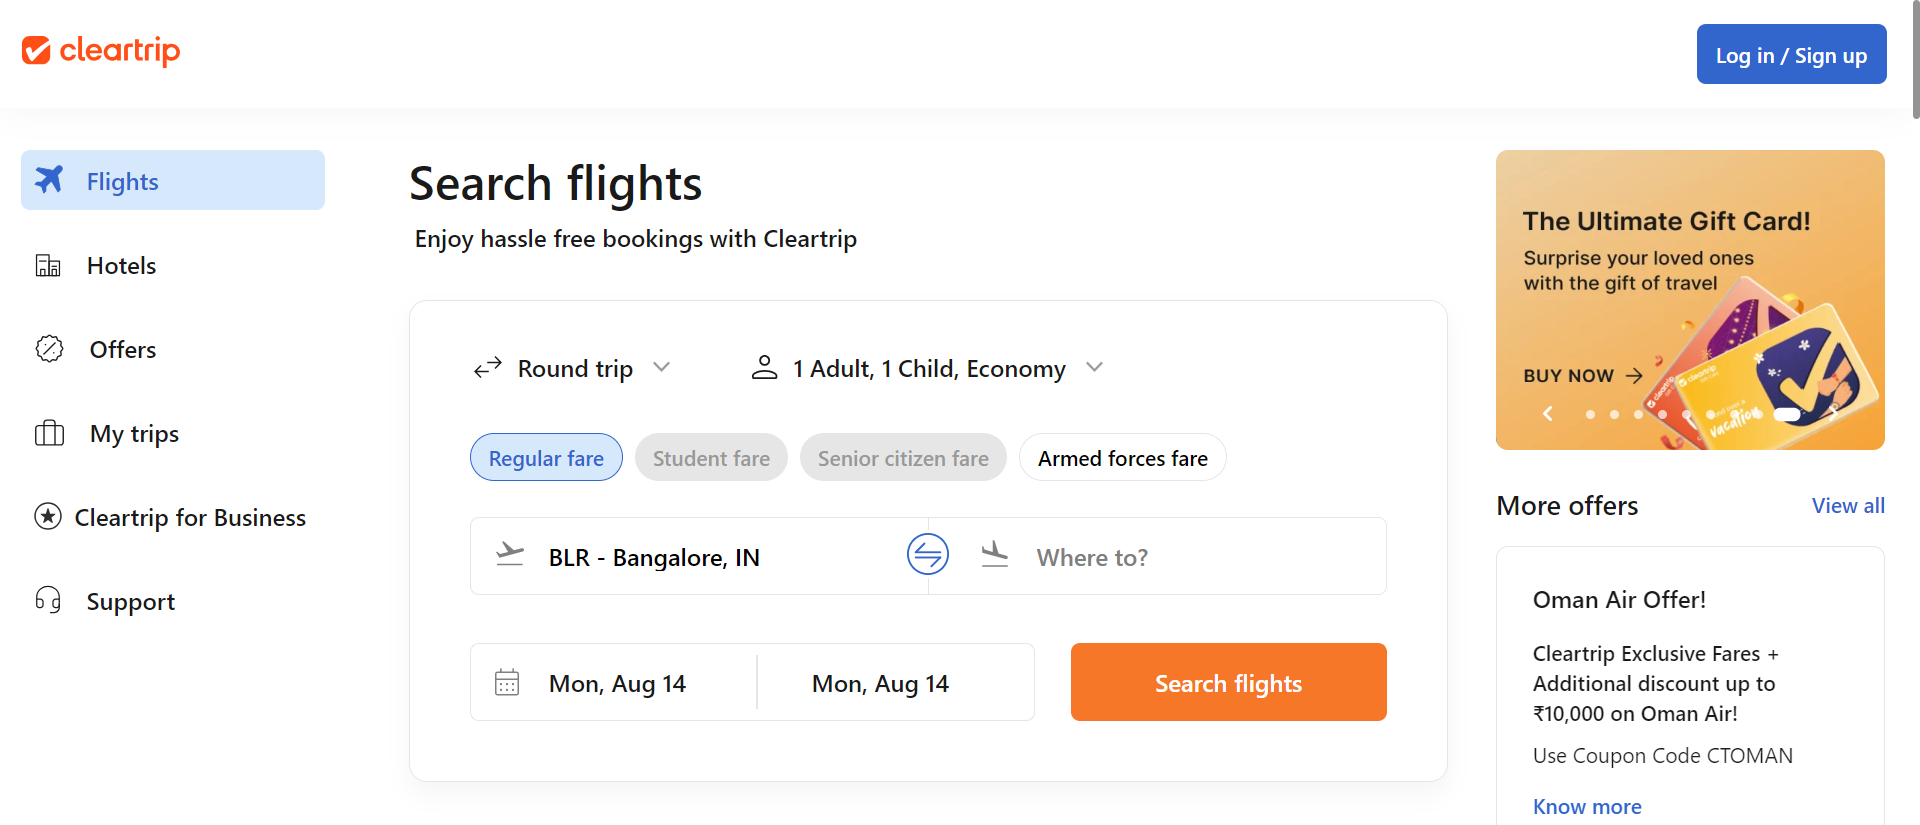 cleartrip
Log in / Sign up
Flights
Hotels
Offers
My trips
Cleartrip for Business
Support
Search flights
Enjoy hassle free bookings with Cleartrip
Round trip
1 Adult, 1 Child, Economy
Regular fare
Student fare
Senior citizen fare
Armed forces fare
BLR - Bangalore, IN
Where to?
Mon, Aug 14
Mon, Aug 14
Search flights
The Ultimate Gift Card!
Surprise your loved ones
with the gift of travel
BUY NOW
cleartrip
cleartrip
vacation
More offers
View all
Oman Air Offer!
Cleartrip Exclusive Fares +
Additional discount up to
₹10,000 on Oman Air!
Use Coupon Code CTOMAN
Know more